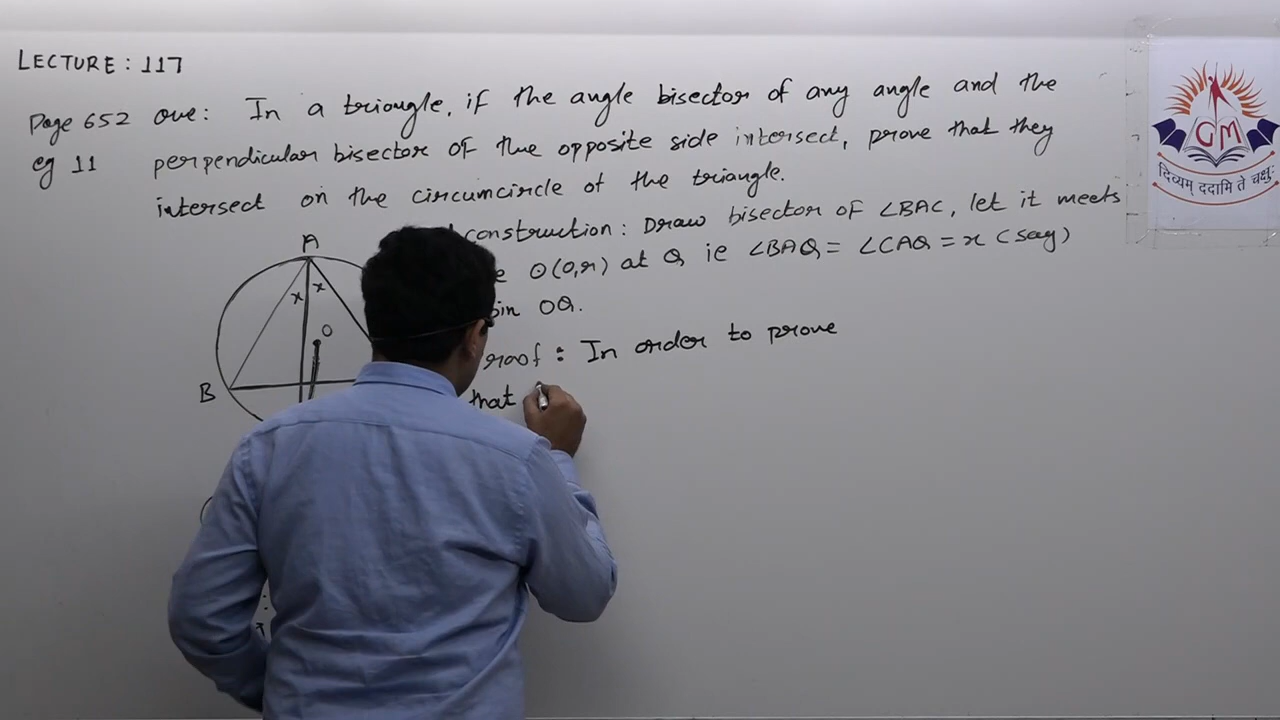 LECTURE : 117
Page 652 Que: In a triangle, if the angle bisector of any angle and the
eg 11 perpendicular bisector of the opposite side intersect, prove that they
intersect on the circumcircle of the triangle.
construction: Draw bisector of ∠BAC, let it meets
⊙(O,r) at Q ie ∠BAQ = ∠CAQ = x (say)
OQ.
Proof : In order to prove
that
A
x x
O
B
GM
दिव्यम् ददामि ते चक्षुः